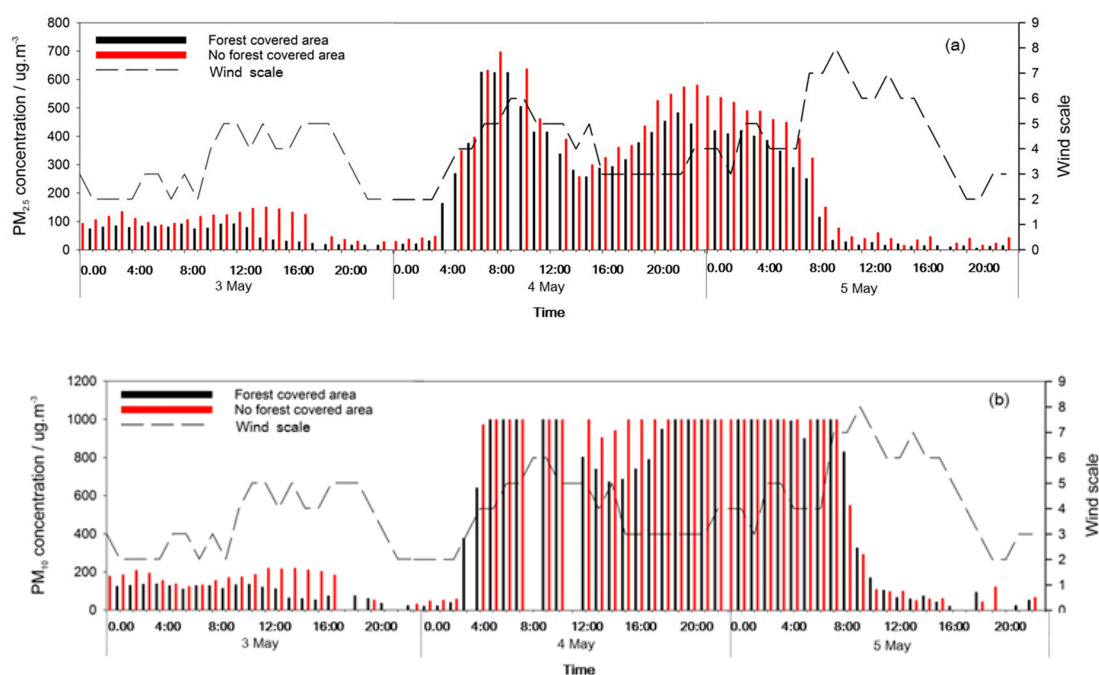 800
700
600
500
400
300
200
100
0
PM2.5 concentration / ug.m-3
Forest covered area
No forest covered area
Wind scale
(a)
9
8
7
6
5
4
3
2
1
0
Wind scale
0.00 4:00 8:00 12:00 16:00 20:00 0.00 4:00 8:00 12:00 16:00 20:00 0.00 4:00 8:00 12:00 16:00 20:00
3 May 4 May 5 May
Time
1200
1000
800
600
400
200
0
PM10 concentration / ug.m-3
Forest covered area
No forest covered area
Wind scale
(b)
9
8
7
6
5
4
3
2
1
0
Wind scale
0.00 4:00 8:00 12:00 16:00 20:00 0.00 4:00 8:00 12:00 16:00 20:00 0.00 4:00 8:00 12:00 16:00 20:00
3 May 4 May 5 May
Time